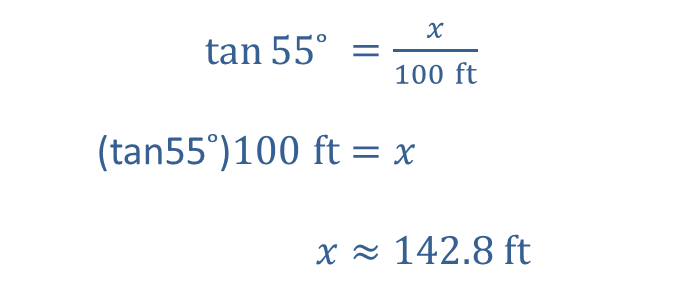 tan 55° = x / 100 ft
(tan55°)100 ft = x
x ≈ 142.8 ft